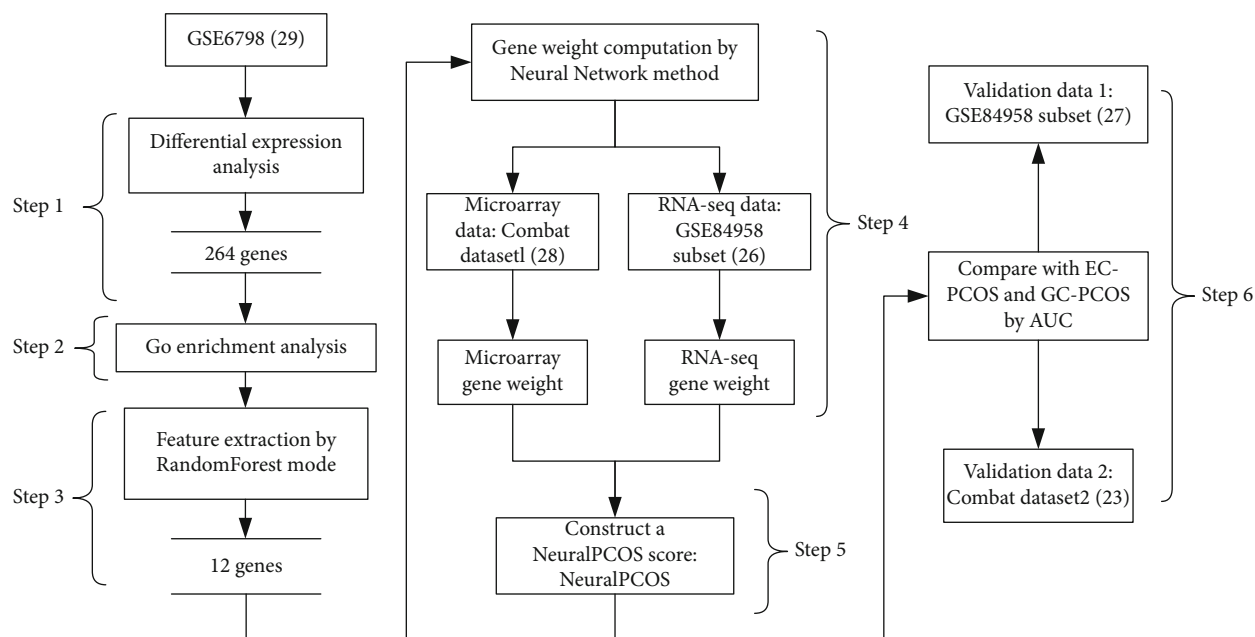 GSE6798 (29)
Step 1
Differential expression
analysis
264 genes
Step 2
Go enrichment analysis
Step 3
Feature extraction by
RandomForest mode
12 genes
Gene weight computation by
Neural Network method
Microarray
data: Combat
datasetl (28)
RNA-seq data:
GSE84958
subset (26)
Step 4
Microarray
gene weight
RNA-seq
gene weight
Construct a
NeuralPCOS score:
NeuralPCOS
Step 5
Validation data 1:
GSE84958 subset (27)
Compare with EC-
PCOS and GC-PCOS
by AUC
Step 6
Validation data 2:
Combat dataset2 (23)